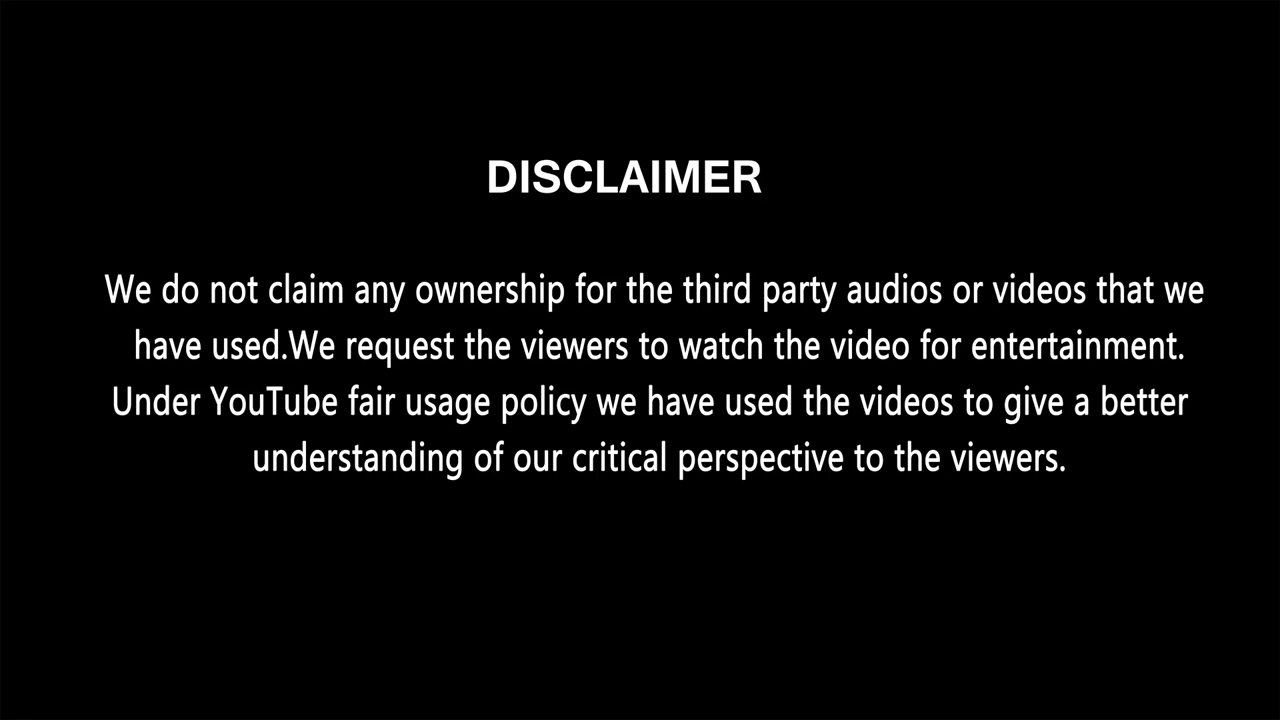 DISCLAIMER
We do not claim any ownership for the third party audios or videos that we
have used.We request the viewers to watch the video for entertainment.
Under YouTube fair usage policy we have used the videos to give a better
understanding of our critical perspective to the viewers.